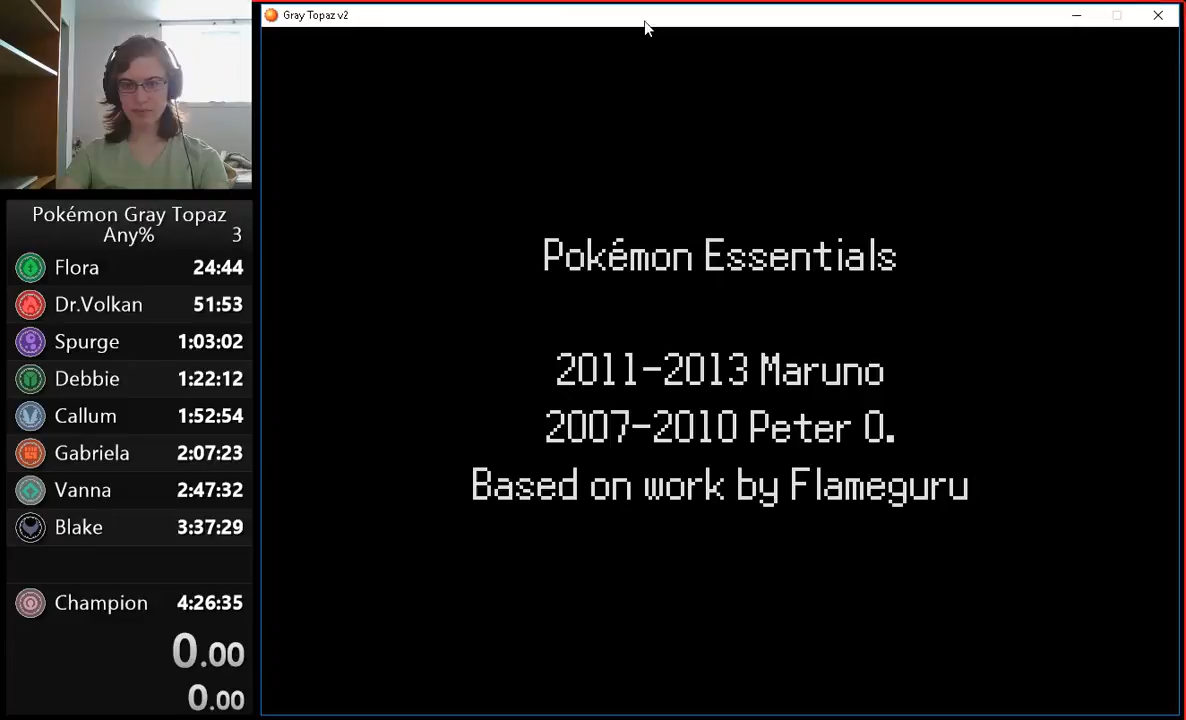 Gray Topaz v2
Pokémon Gray Topaz
Any% 3
Flora 24:44
Dr.Volkan 51:53
Spurge 1:03:02
Debbie 1:22:12
Callum 1:52:54
Gabriela 2:07:23
Vanna 2:47:32
Blake 3:37:29
Champion 4:26:35
0.00
0.00
Pokémon Essentials
2011-2013 Maruno
2007-2010 Peter O.
Based on work by Flameguru